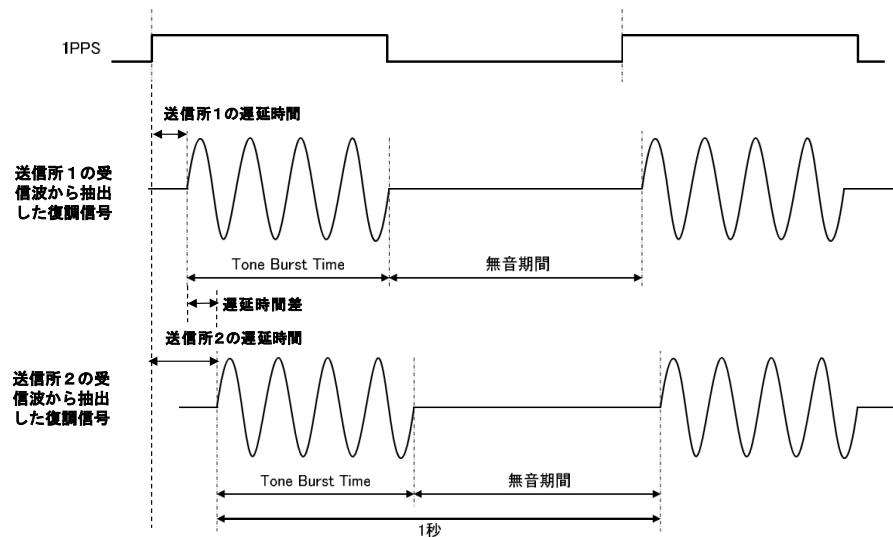 1PPS
送信所1の遅延時間
送信所1の受
信波から抽出
した復調信号
Tone Burst Time
無音期間
遅延時間差
送信所2の遅延時間
送信所2の受
信波から抽出
した復調信号
Tone Burst Time
無音期間
1秒